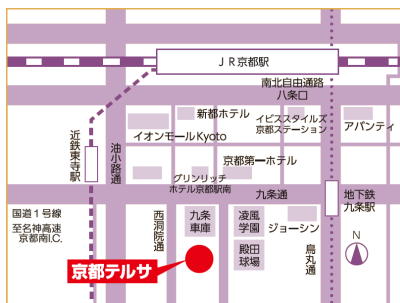 JR京都駅
南北自由通路
八条口
新都ホテル
イオンモールKyoto
イビススタイルズ
京都ステーション
アバンティ
近鉄東寺駅
油小路通
京都第一ホテル
グリンリッチ
ホテル京都駅南
九条通
地下鉄
九条駅
国道1号線
至名神高速
京都南I.C.
西洞院通
九条
車庫
凌風
学園
ジョーシン
殿田
球場
烏丸通
N
京都テルサ